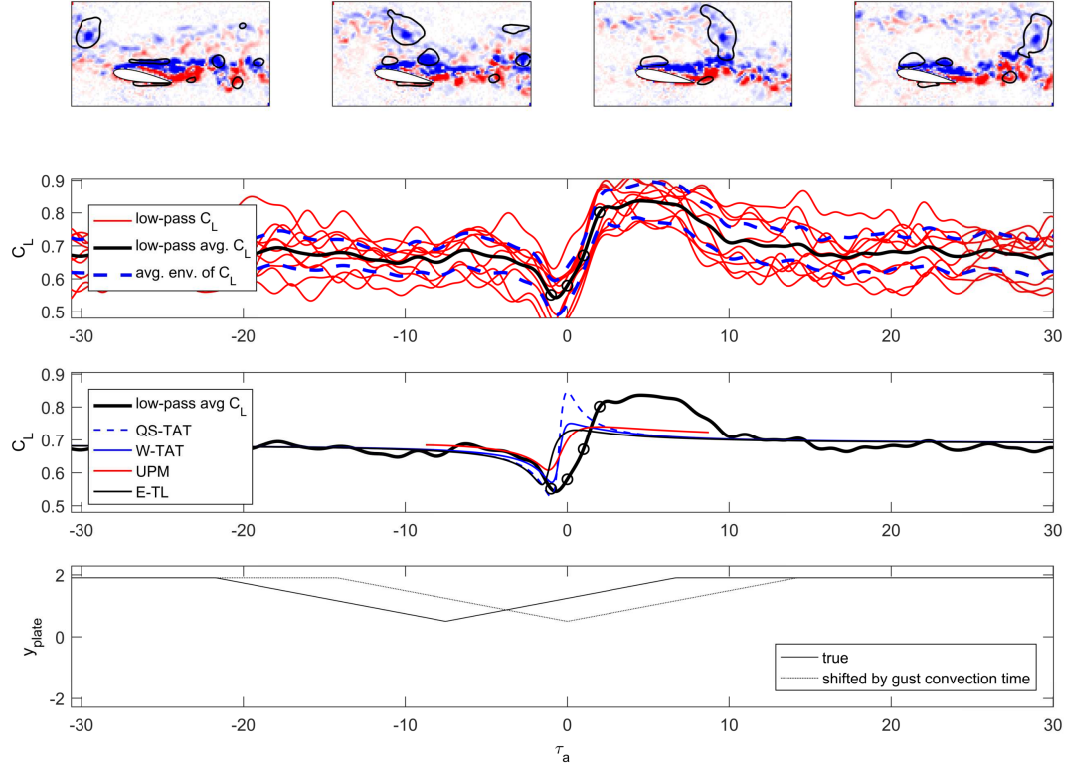 0.9
0.8
0.7
0.6
0.5
C_L
low-pass C_L
low-pass avg. C_L
avg. env. of C_L
-30 -20 -10 0 10 20 30
0.9
0.8
0.7
0.6
0.5
C_L
low-pass avg C_L
QS-TAT
W-TAT
UPM
E-TL
-30 -20 -10 0 10 20 30
2
0
-2
y_plate
true
shifted by gust convection time
-30 -20 -10 0 10 20 30
τ_a